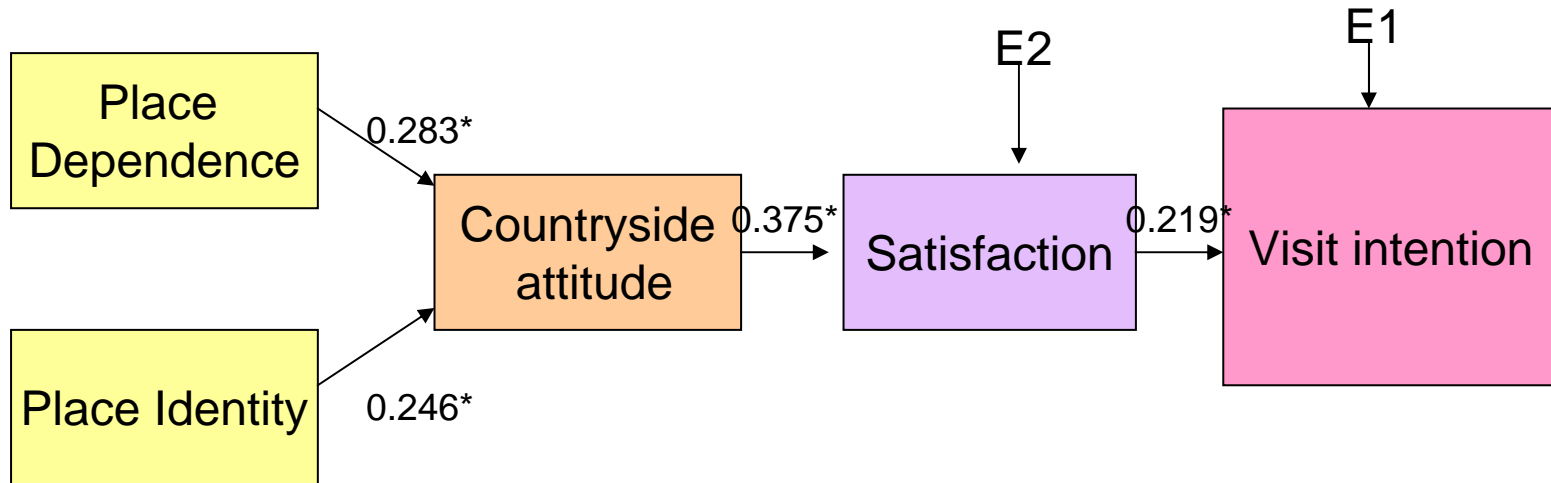 Place
Dependence
0.283*
Place Identity
0.246*
Countryside
attitude
0.375*
E2
Satisfaction
0.219*
E1
Visit intention